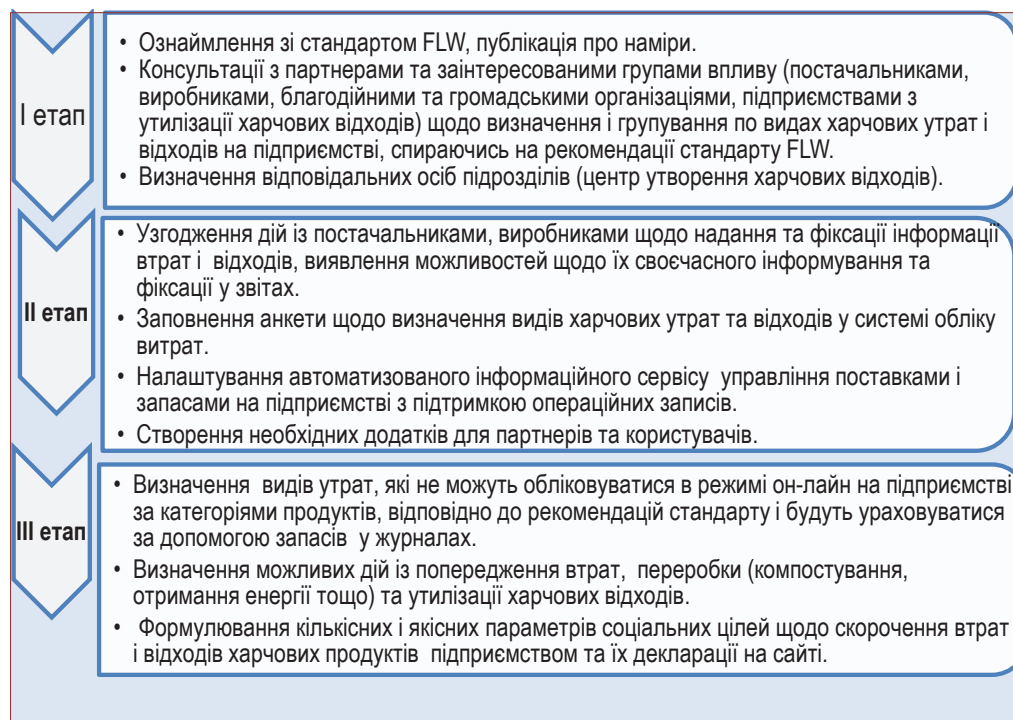 I етап
• Ознаймлення зі стандартом FLW, публікація про наміри.
• Консультації з партнерами та заінтересованими групами впливу (постачальниками,
виробниками, благодійними та громадськими організаціями, підприємствами з
утилізації харчових відходів) щодо визначення і групування по видах харчових утрат і
відходів на підприємстві, спираючись на рекомендації стандарту FLW.
• Визначення відповідальних осіб підрозділів (центр утворення харчових відходів).
II етап
• Узгодження дій із постачальниками, виробниками щодо надання та фіксації інформації
втрат і відходів, виявлення можливостей щодо їх своєчасного інформування та
фіксації у звітах.
• Заповнення анкети щодо визначення видів харчових утрат та відходів у системі обліку
витрат.
• Налаштування автоматизованого інформаційного сервісу управління поставками і
запасами на підприємстві з підтримкою операційних записів.
• Створення необхідних додатків для партнерів та користувачів.
III етап
• Визначення видів утрат, які не можуть обліковуватися в режимі он-лайн на підприємстві
за категоріями продуктів, відповідно до рекомендацій стандарту і будуть ураховуватися
за допомогою запасів у журналах.
• Визначення можливих дій із попередження втрат, переробки (компостування,
отримання енергії тощо) та утилізації харчових відходів.
• Формулювання кількісних і якісних параметрів соціальних цілей щодо скорочення втрат
і відходів харчових продуктів підприємством та їх декларації на сайті.